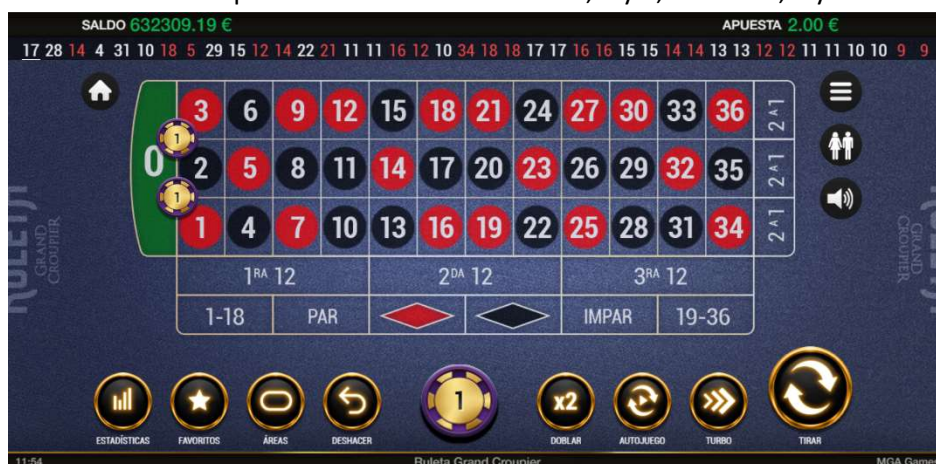 SALDO 632309.19 € APUESTA 2.00 €
17 28 14 4 31 10 18 5 29 15 12 14 22 21 11 11 16 12 10 34 18 18 17 17 16 16 15 15 14 14 13 13 12 12 11 11 10 10 9 9
3 6 9 12 15 18 21 24 27 30 33 36 2 A 1
1
0 2 5 8 11 14 17 20 23 26 29 32 35 2 A 1
1
1 4 7 10 13 16 19 22 25 28 31 34 2 A 1
GRAND
CROUPIER
GRAND
CROUPIER
1RA 12 2DA 12 3RA 12
1-18 PAR IMPAR 19-36
1 x2
ESTADÍSTICAS FAVORITOS ÁREAS DESHACER DOBLAR AUTOJUEGO TURBO TIRAR
11:54 Ruleta Grand Croupier MGA Games